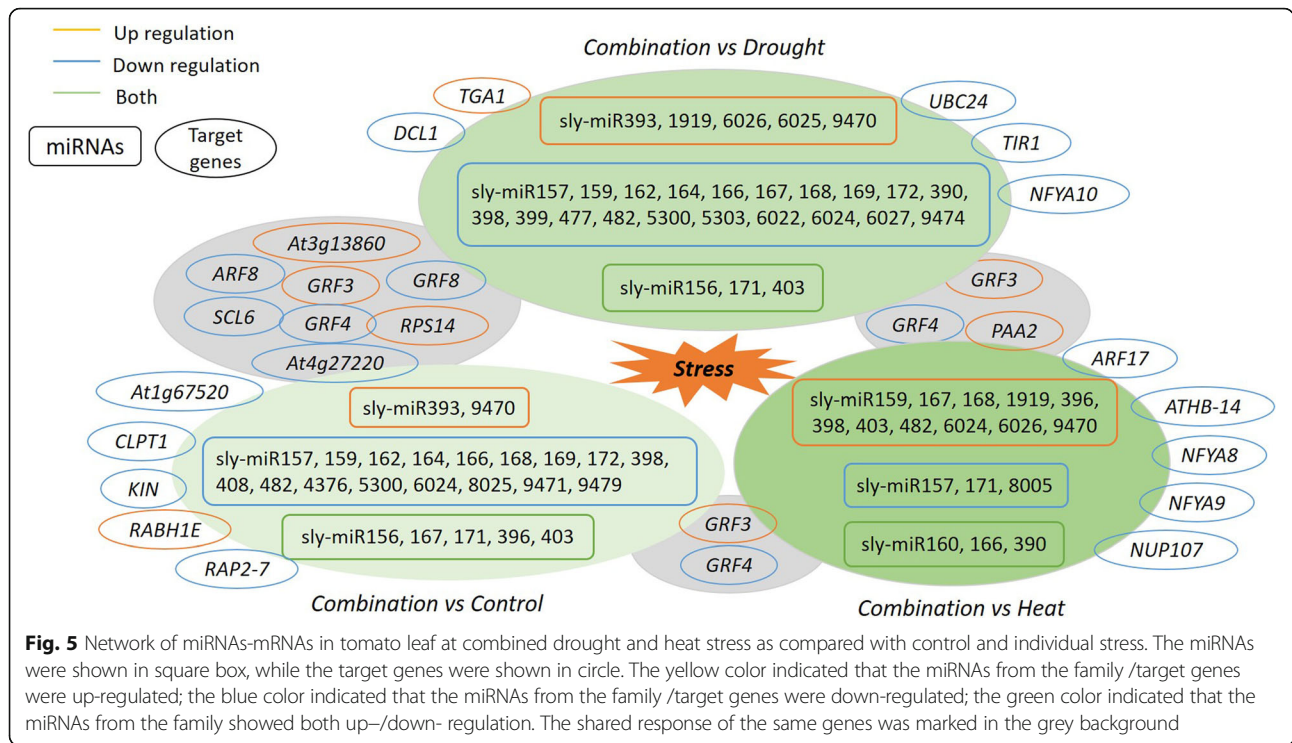 Up regulation
Down regulation
Both
miRNAs
Target
genes
Combination vs Drought
TGA1
DCL1
UBC24
TIR1
NFYA10
sly-miR393, 1919, 6026, 6025, 9470
sly-miR157, 159, 162, 164, 166, 167, 168, 169, 172, 390,
398, 399, 477, 482, 5300, 5303, 6022, 6024, 6027, 9474
sly-miR156, 171, 403
At3g13860
ARF8
GRF3
GRF8
SCL6
GRF4
RPS14
At4g27220
GRF3
GRF4
PAA2
Stress
At1g67520
CLPT1
KIN
RABH1E
RAP2-7
sly-miR393, 9470
sly-miR157, 159, 162, 164, 166, 168, 169, 172, 398,
408, 482, 4376, 5300, 6024, 8025, 9471, 9479
sly-miR156, 167, 171, 396, 403
Combination vs Control
GRF3
GRF4
ARF17
ATHB-14
NFYA8
NFYA9
NUP107
sly-miR159, 167, 168, 1919, 396,
398, 403, 482, 6024, 6026, 9470
sly-miR157, 171, 8005
sly-miR160, 166, 390
Combination vs Heat
Fig. 5 Network of miRNAs-mRNAs in tomato leaf at combined drought and heat stress as compared with control and individual stress. The miRNAs
were shown in square box, while the target genes were shown in circle. The yellow color indicated that the miRNAs from the family /target genes
were up-regulated; the blue color indicated that the miRNAs from the family /target genes were down-regulated; the green color indicated that the
miRNAs from the family showed both up–/down- regulation. The shared response of the same genes was marked in the grey background